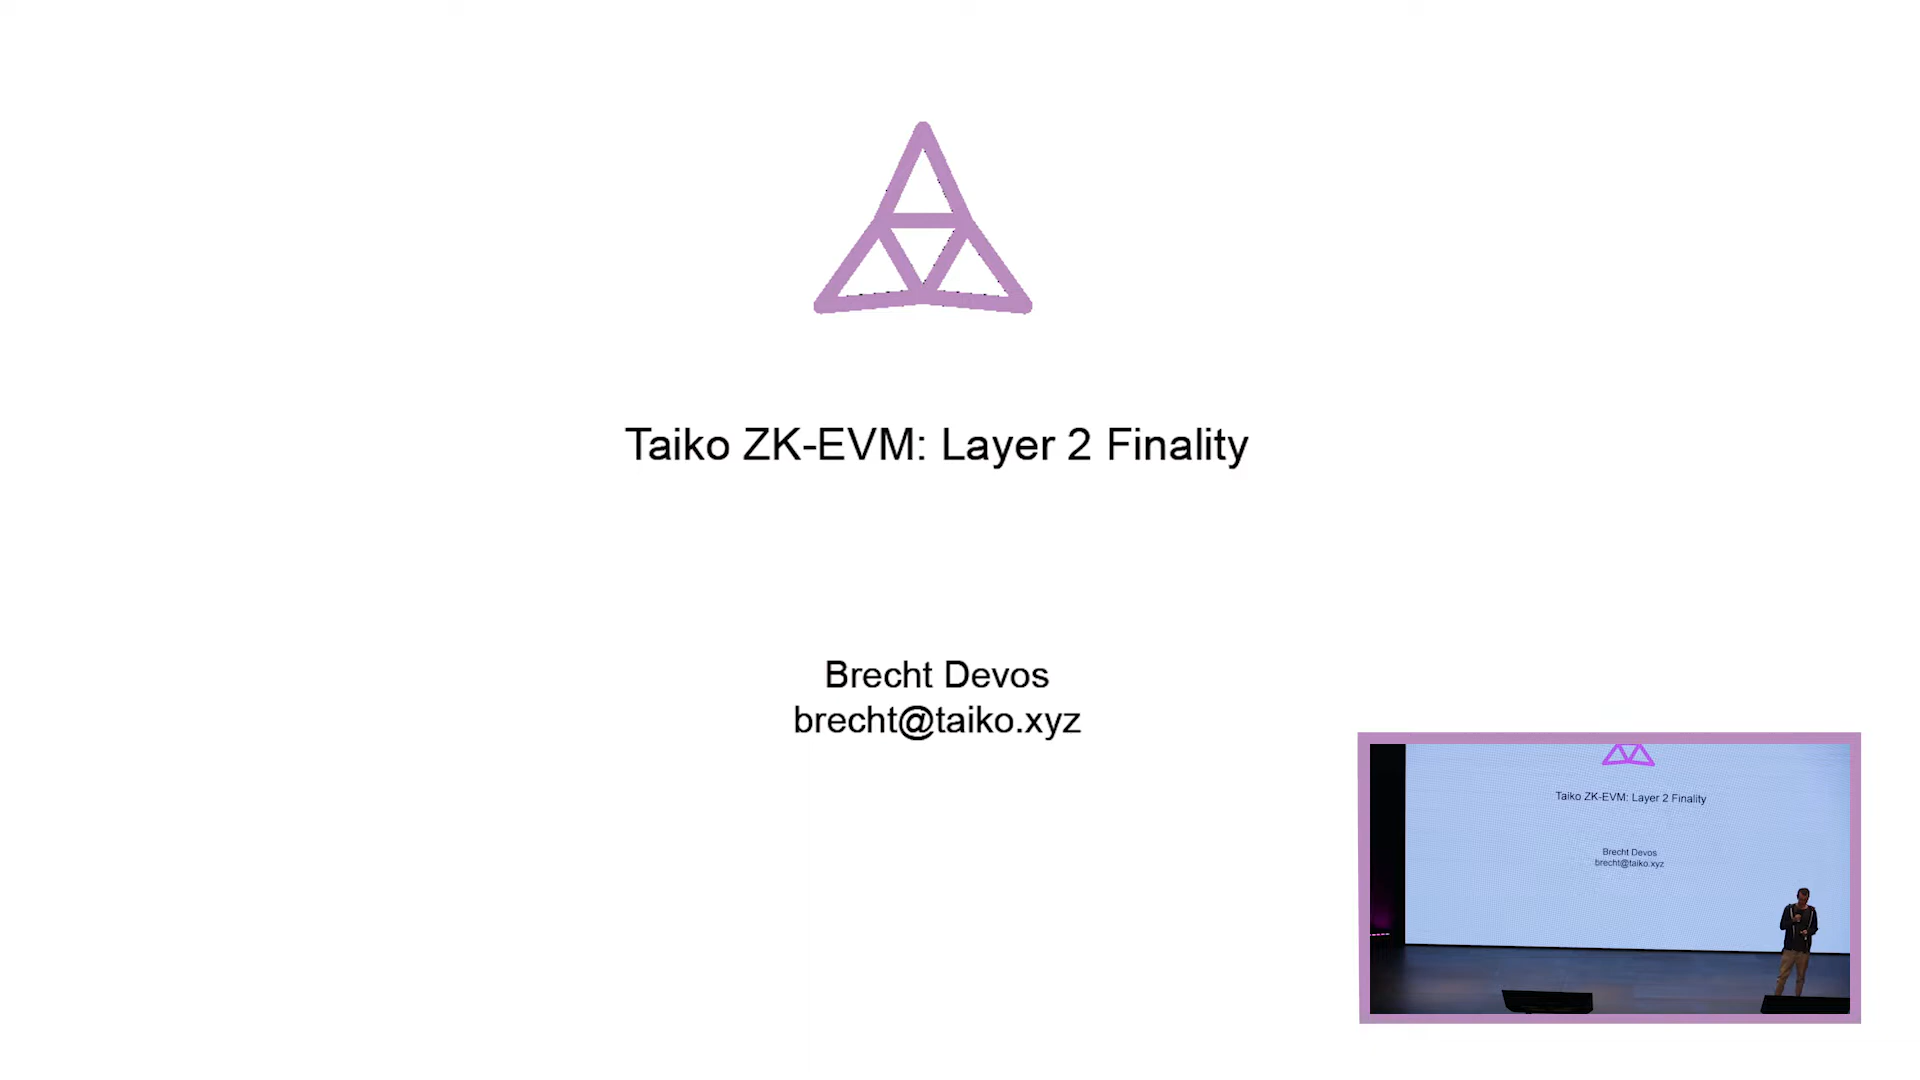 Taiko ZK-EVM: Layer 2 Finality
Brecht Devos
brecht@taiko.xyz
Taiko ZK-EVM: Layer 2 Finality
Brecht Devos
brecht@taiko.xyz